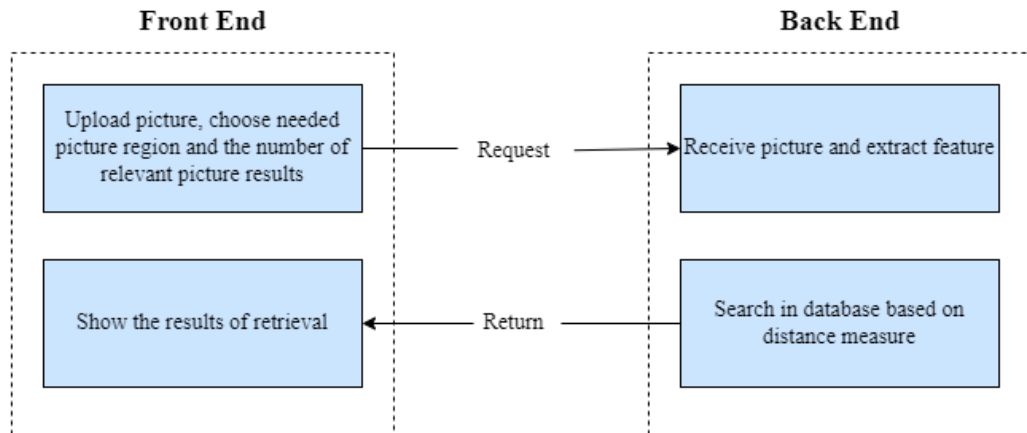 Front End
Back End
Upload picture, choose needed
picture region and the number of
relevant picture results
Request
Receive picture and extract feature
Show the results of retrieval
Return
Search in database based on
distance measure